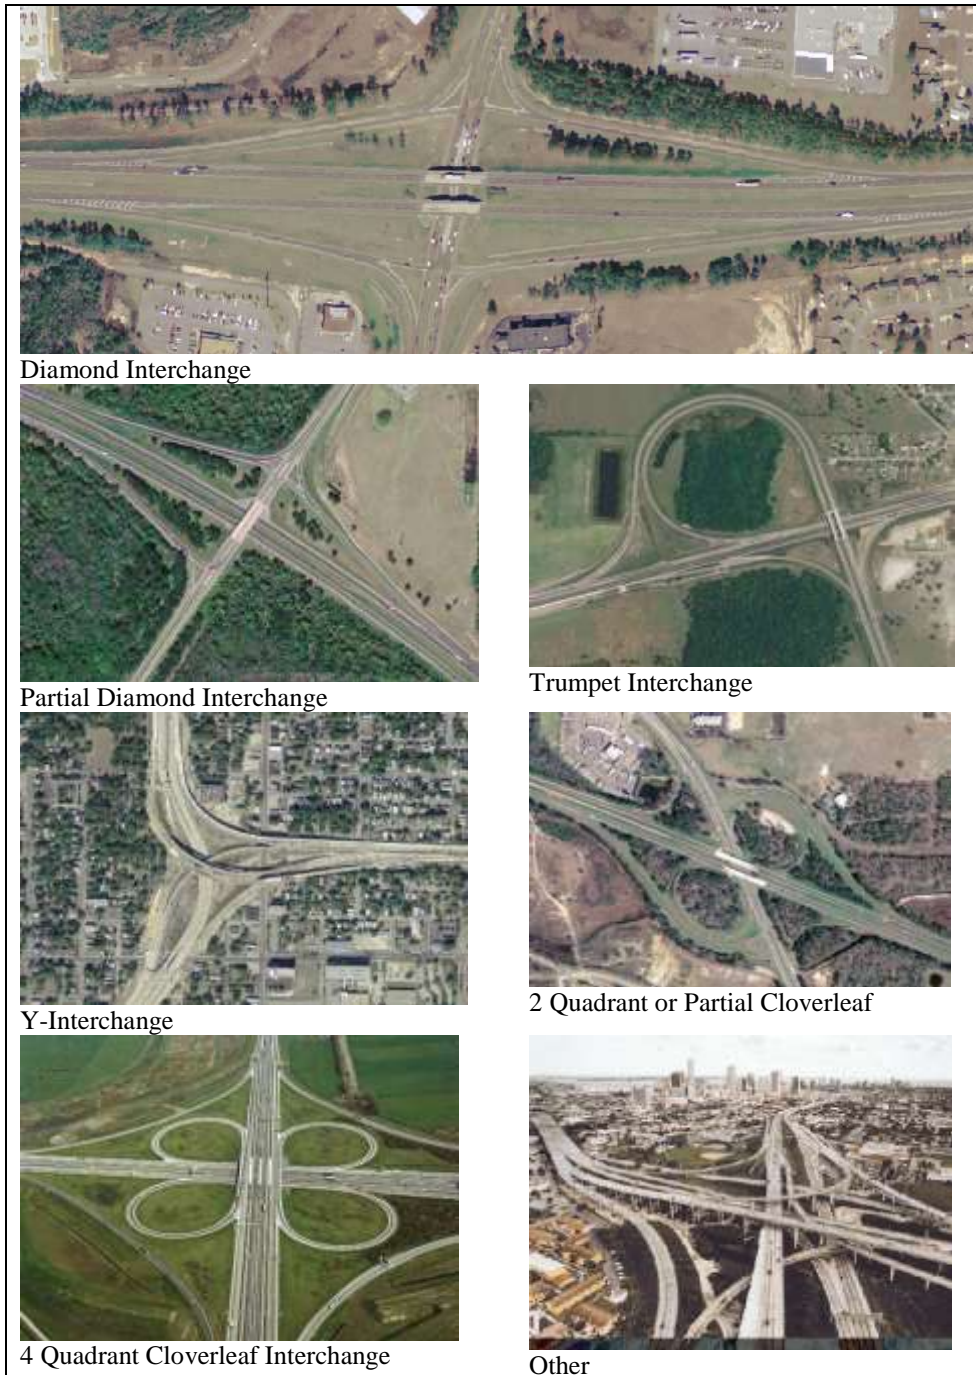 Diamond Interchange
Partial Diamond Interchange
Trumpet Interchange
Y-Interchange
2 Quadrant or Partial Cloverleaf
4 Quadrant Cloverleaf Interchange
Other